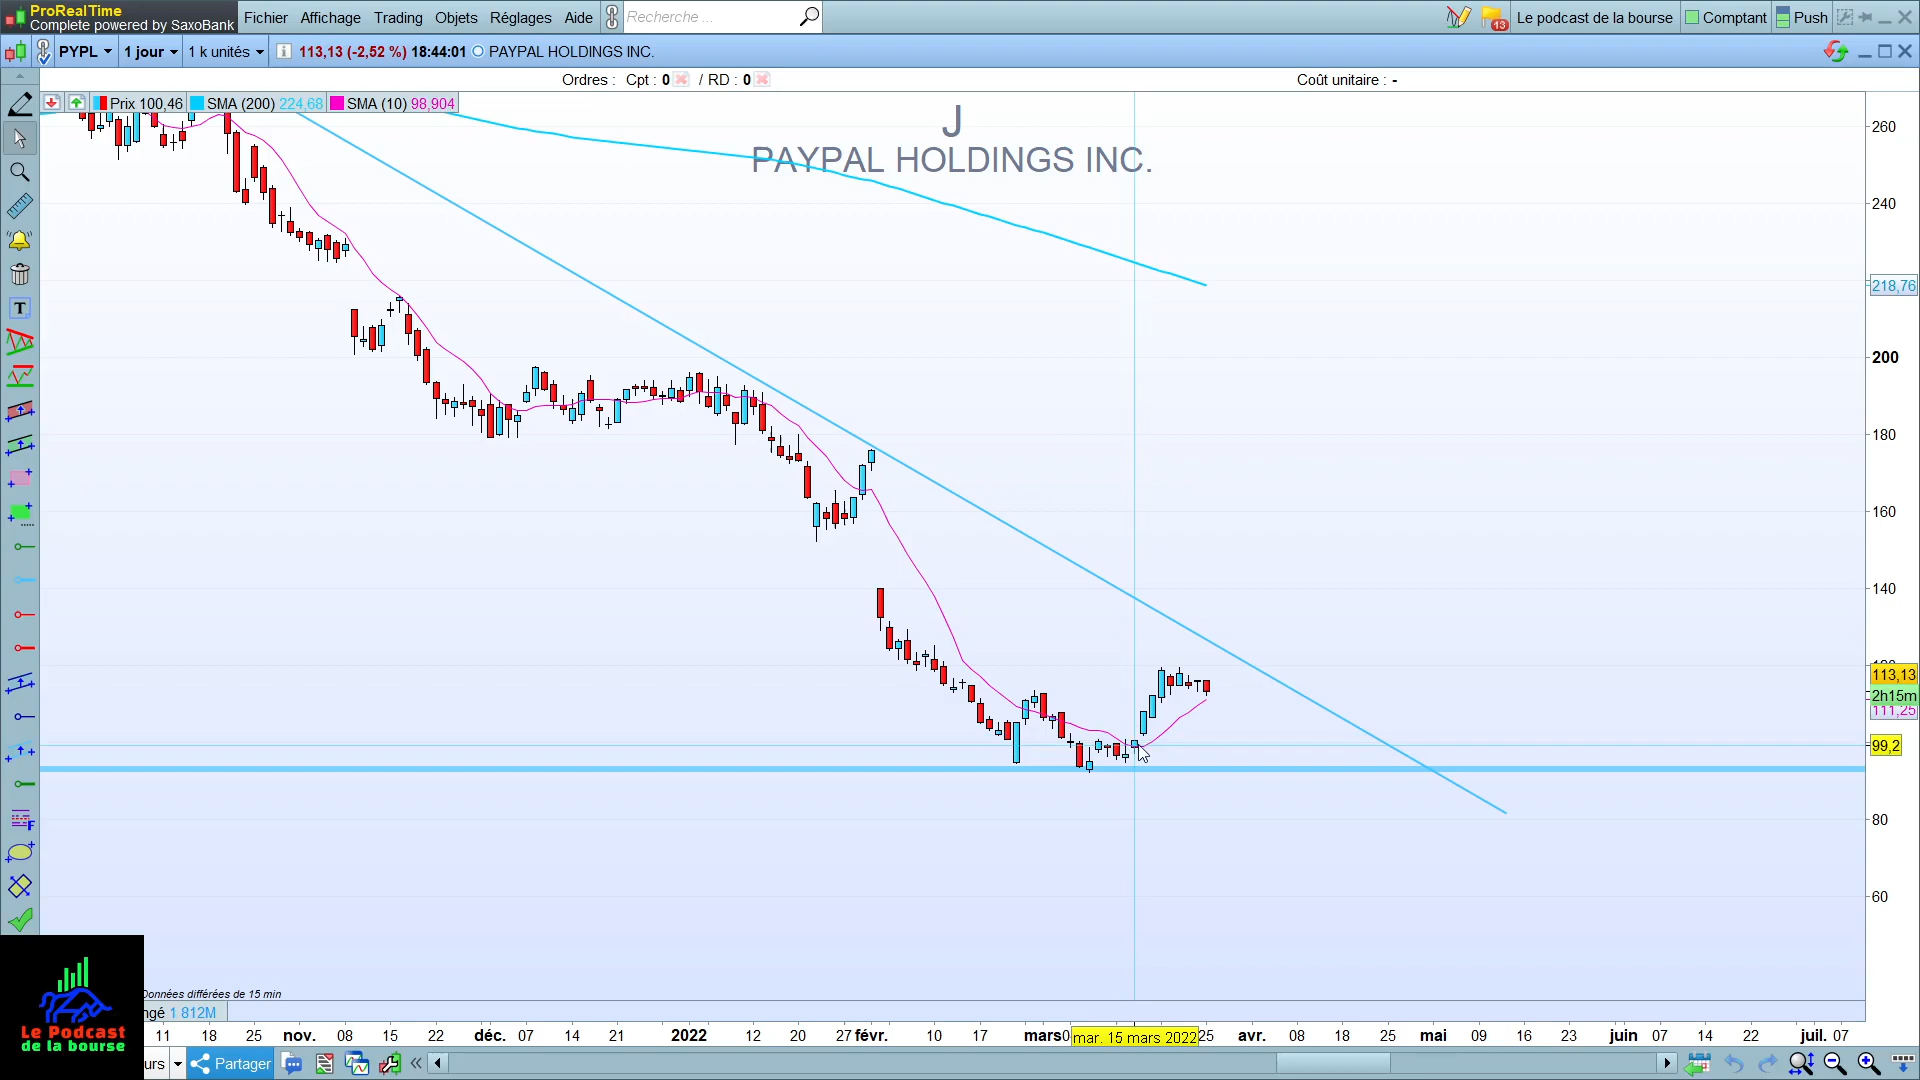 ProRealTime
Complete powered by SaxoBank
Fichier Affichage Trading Objets Réglages Aide
Recherche ...
13
Le podcast de la bourse
Comptant
Push
PYPL 1 jour 1 k unités
113,13 (-2,52 %) 18:44:01 PAYPAL HOLDINGS INC.
Ordres : Cpt : 0 / RD : 0
Coût unitaire : -
Prix 100,46 SMA (200) 224,68 SMA (10) 98,904
J
PAYPAL HOLDINGS INC.
260
240
218,76
200
180
160
140
113,13
2h15m
111,25
99,2
80
60
T
F
Données différées de 15 min
ngé 1 812M
11 18 25 nov. 08 15 22 déc. 07 14 22 2022 12 20 27 févr. 10 17 mars 0 mar. 15 mars 2022 25 avr. 08 18 25 mai 09 16 23 juin 07 14 22 juil. 07
Le Podcast
de la bourse
urs Partager